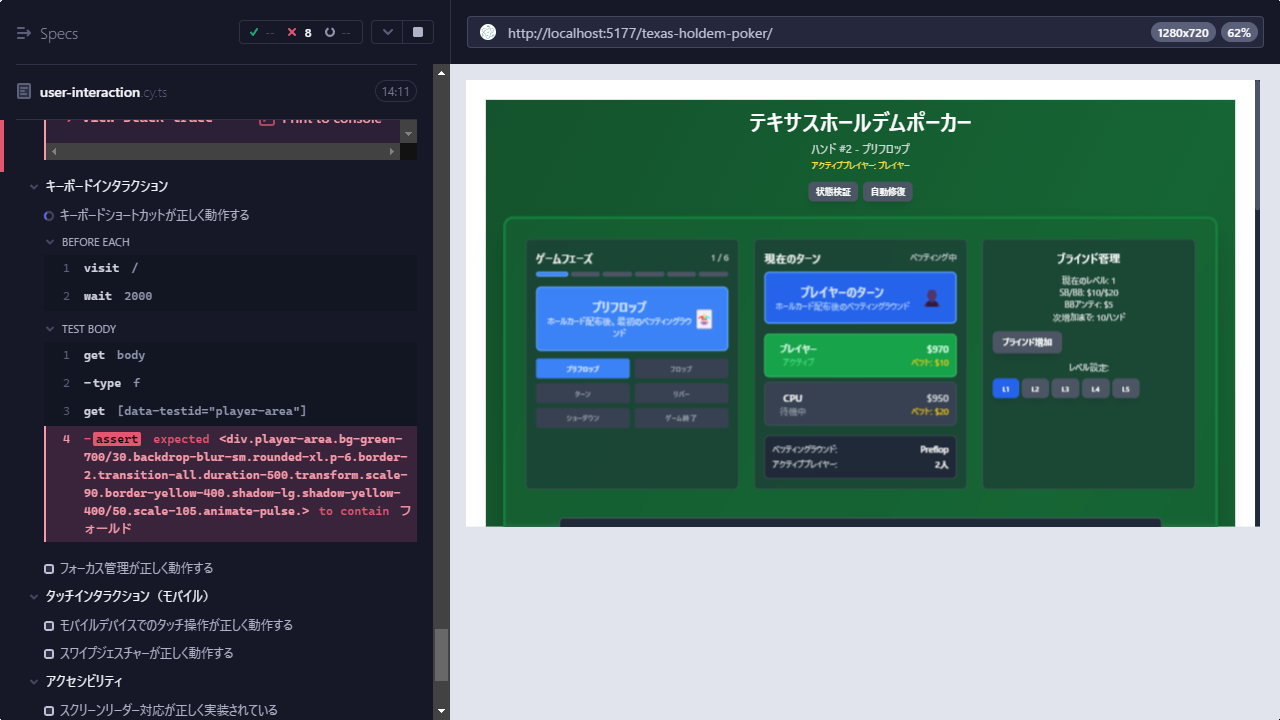 Specs
-- 8 --
user-interaction.cy.ts
14:11
View stack trace
Print to console
キーボードインタラクション
キーボードショートカットが正しく動作する
BEFORE EACH
1 visit /
2 wait 2000
TEST BODY
1 get body
2 -type f
3 get [data-testid="player-area"]
4 -assert expected <div.player-area.bg-green-
700/30.backdrop-blur-sm.rounded-xl.p-6.border-
2.transition-all.duration-500.transform.scale-
90.border-yellow-400.shadow-lg.shadow-yellow-
400/50.scale-105.animate-pulse.> to contain フ
ォールド
フォーカス管理が正しく動作する
タッチインタラクション（モバイル）
モバイルデバイスでのタッチ操作が正しく動作する
スワイプジェスチャーが正しく動作する
アクセシビリティ
スクリーンリーダー対応が正しく実装されている
http://localhost:5177/texas-holdem-poker/
1280x720
62%
テキサスホールデムポーカー
ハンド #2 - プリフロップ
アクティブプレイヤー: プレイヤー
状態検証
自動修復
ゲームフェーズ
1 / 6
プリフロップ
ホールカード配布後、最初のベッティングラウ
ンド
プリフロップ
フロップ
ターン
リバー
ショーダウン
ゲーム終了
現在のターン
ベッティング中
プレイヤーのターン
ホールカード配布後のベッティングラウンド
プレイヤー
$970
アクティブ
ベット: $10
CPU
$950
待機中
ベット: $20
ベッティングラウンド:
Preflop
アクティブプレイヤー:
2人
ブラインド管理
現在のレベル: 1
SB/BB: $10/$20
BBアンティ: $5
次増加まで: 10ハンド
ブラインド増加
レベル設定:
L1
L2
L3
L4
L5